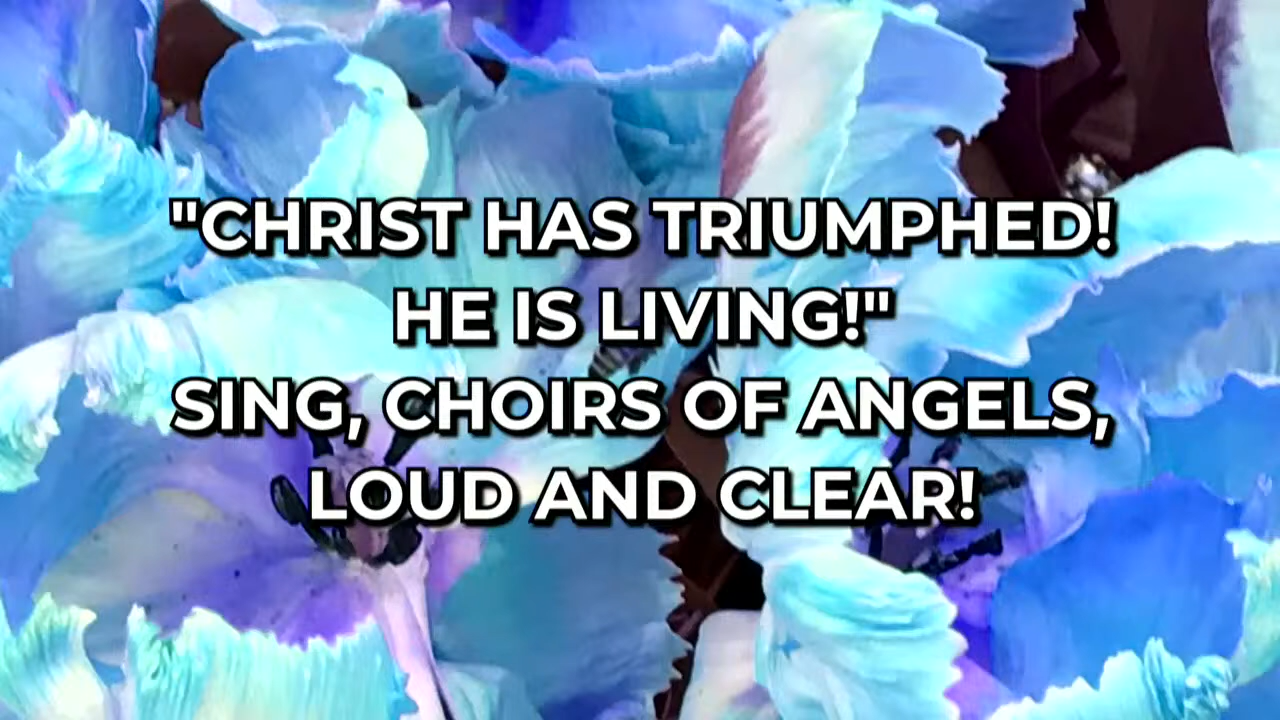 "CHRIST HAS TRIUMPHED!
HE IS LIVING!"
SING, CHOIRS OF ANGELS,
LOUD AND CLEAR!